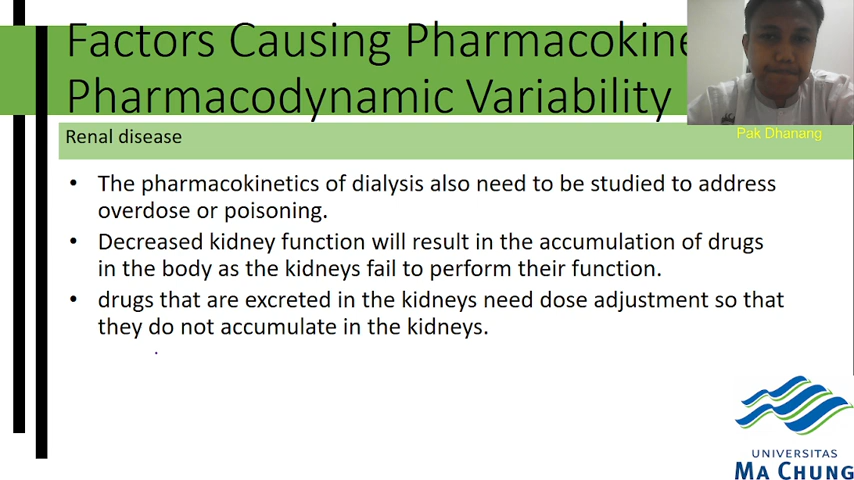 Factors Causing Pharmacokine
Pharmacodynamic Variability
Pak Dhanang
Renal disease
• The pharmacokinetics of dialysis also need to be studied to address
overdose or poisoning.
• Decreased kidney function will result in the accumulation of drugs
in the body as the kidneys fail to perform their function.
• drugs that are excreted in the kidneys need dose adjustment so that
they do not accumulate in the kidneys.
UNIVERSITAS
MA CHUNG